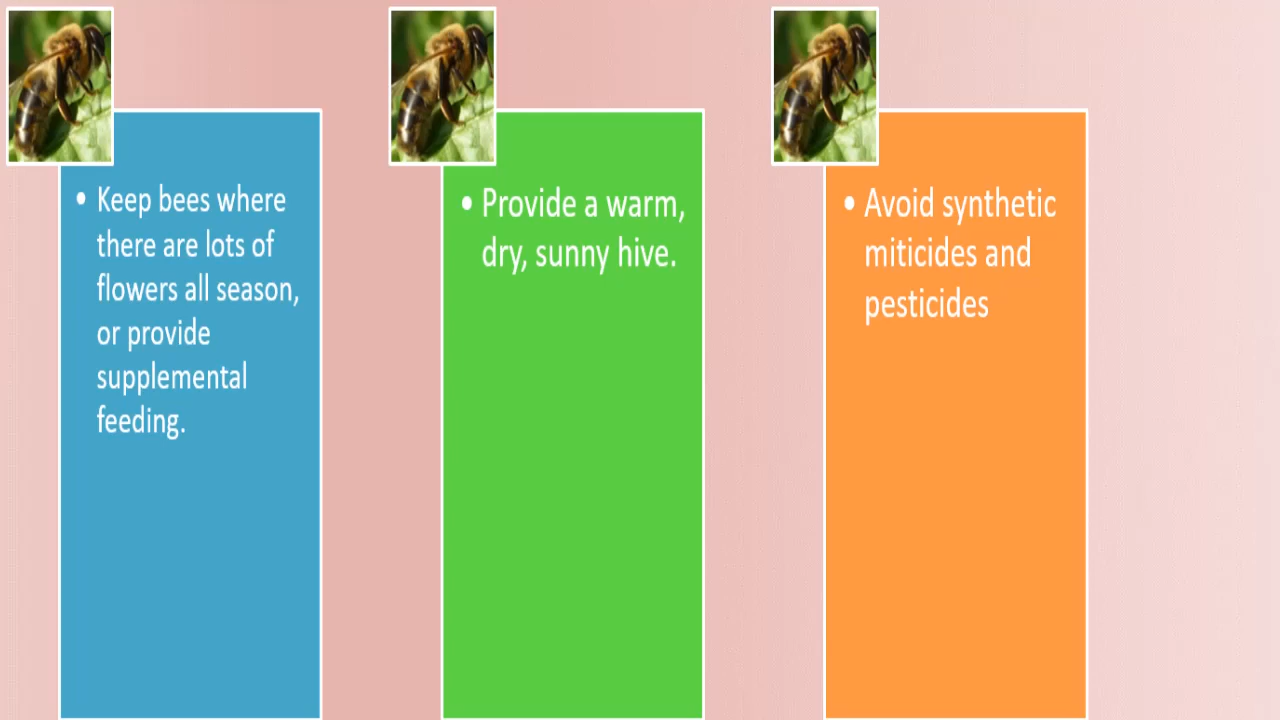 • Keep bees where
there are lots of
flowers all season,
or provide
supplemental
feeding.
• Provide a warm,
dry, sunny hive.
• Avoid synthetic
miticides and
pesticides